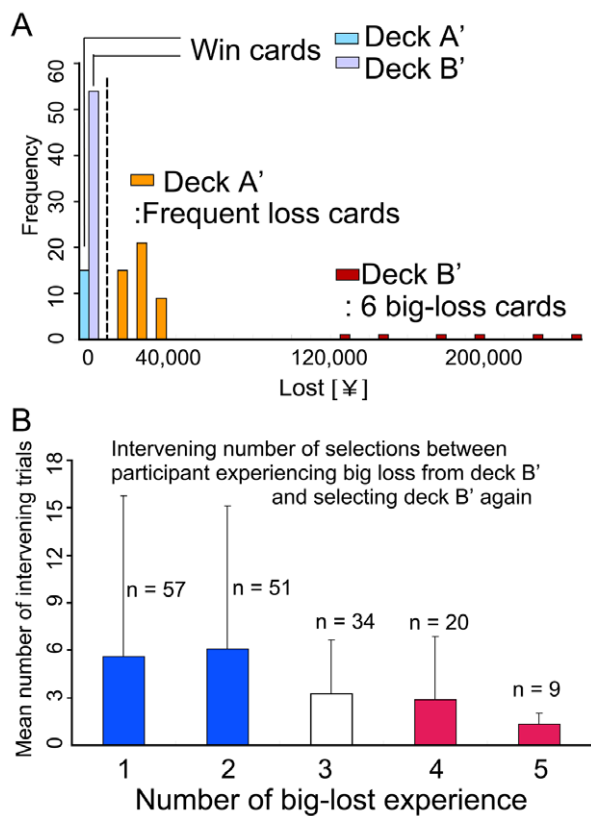 A
Win cards
Deck A’
Deck B’
Frequency
0 10 20 30 40 50 60
Deck A’
:Frequent loss cards
Deck B’
: 6 big-loss cards
0 40,000 120,000 200,000
Lost [¥]
B
Intervening number of selections between
participant experiencing big loss from deck B’
and selecting deck B’ again
Mean number of intervening trials
0 3 6 9 12 15 18
n = 57
n = 51
n = 34
n = 20
n = 9
1 2 3 4 5
Number of big-lost experience